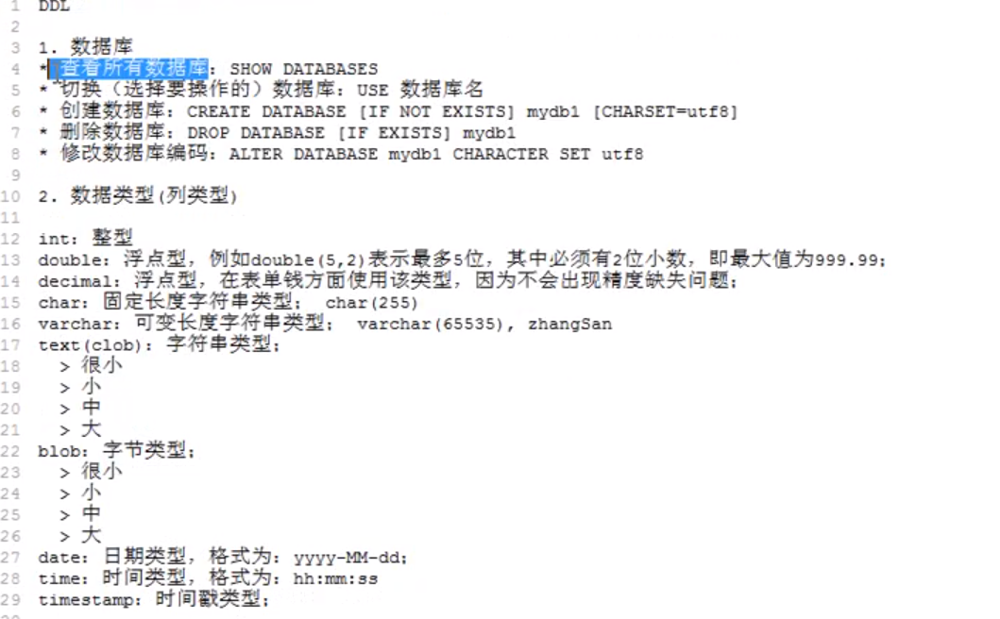 1 DDL
2
3 1. 数据库
4 * 查看所有数据库：SHOW DATABASES
5 * 切换（选择要操作的）数据库：USE 数据库名
6 * 创建数据库：CREATE DATABASE [IF NOT EXISTS] mydb1 [CHARSET=utf8]
7 * 删除数据库：DROP DATABASE [IF EXISTS] mydb1
8 * 修改数据库编码：ALTER DATABASE mydb1 CHARACTER SET utf8
9
10 2. 数据类型(列类型)
11
12 int：整型
13 double：浮点型，例如double(5,2)表示最多5位，其中必须有2位小数，即最大值为999.99；
14 decimal：浮点型，在表单钱方面使用该类型，因为不会出现精度缺失问题；
15 char：固定长度字符串类型； char(255)
16 varchar：可变长度字符串类型； varchar(65535), zhangSan
17 text(clob)：字符串类型；
18 > 很小
19 > 小
20 > 中
21 > 大
22 blob：字节类型；
23 > 很小
24 > 小
25 > 中
26 > 大
27 date：日期类型，格式为：yyyy-MM-dd；
28 time：时间类型，格式为：hh:mm:ss
29 timestamp：时间戳类型；